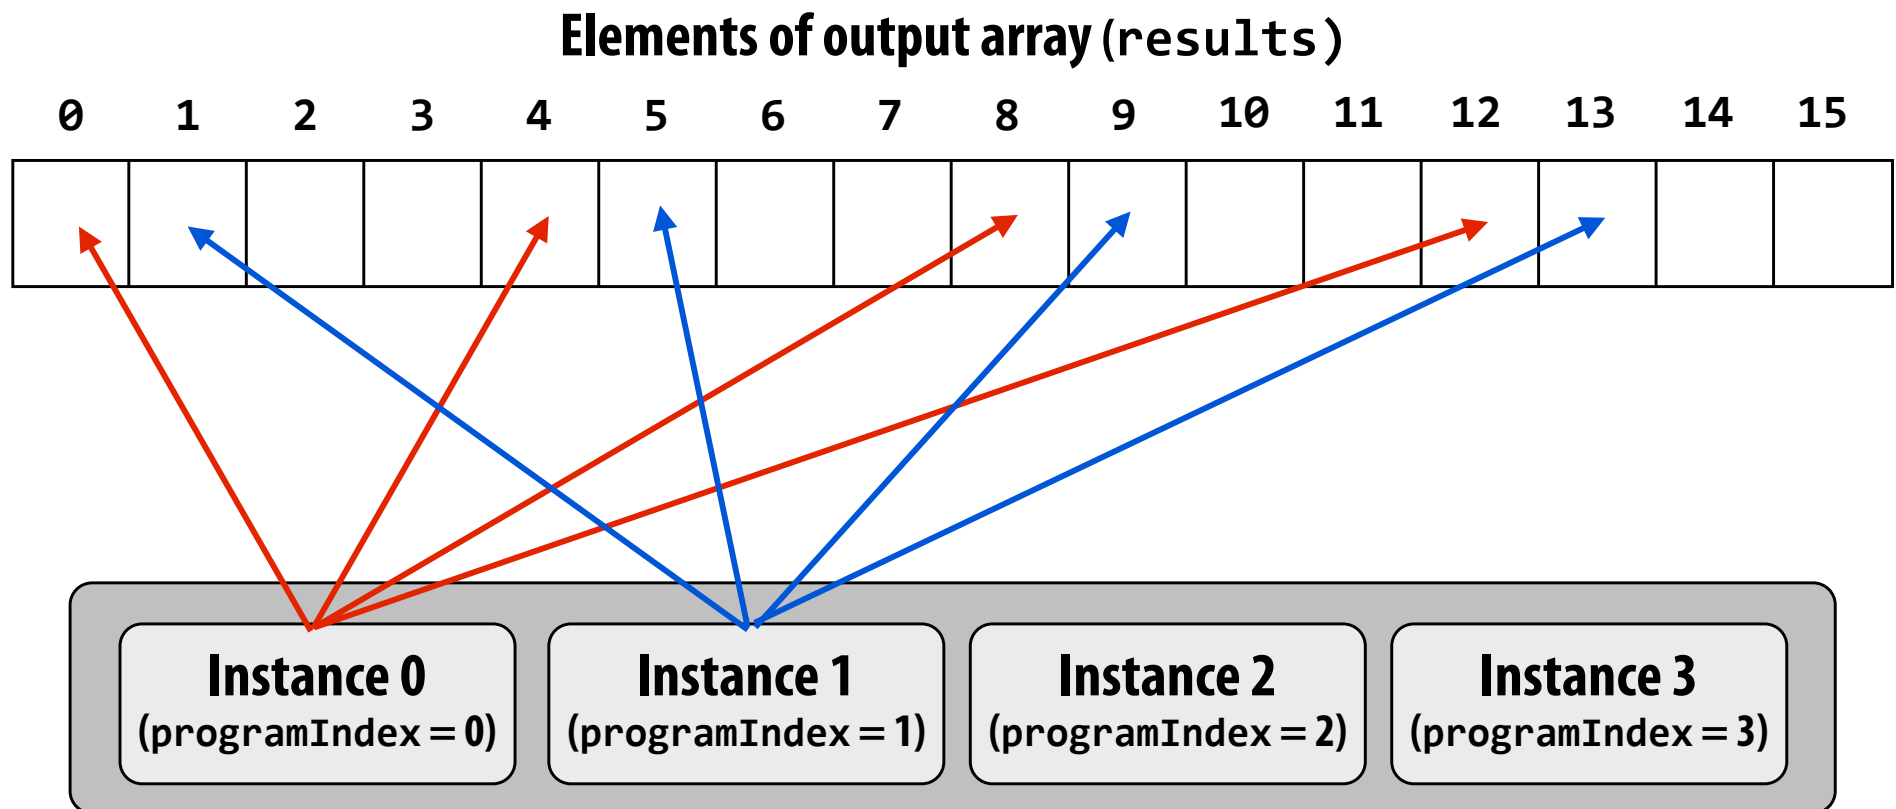 Elements of output array (results)
0 1 2 3 4 5 6 7 8 9 10 11 12 13 14 15
Instance 0
(programIndex = 0)
Instance 1
(programIndex = 1)
Instance 2
(programIndex = 2)
Instance 3
(programIndex = 3)